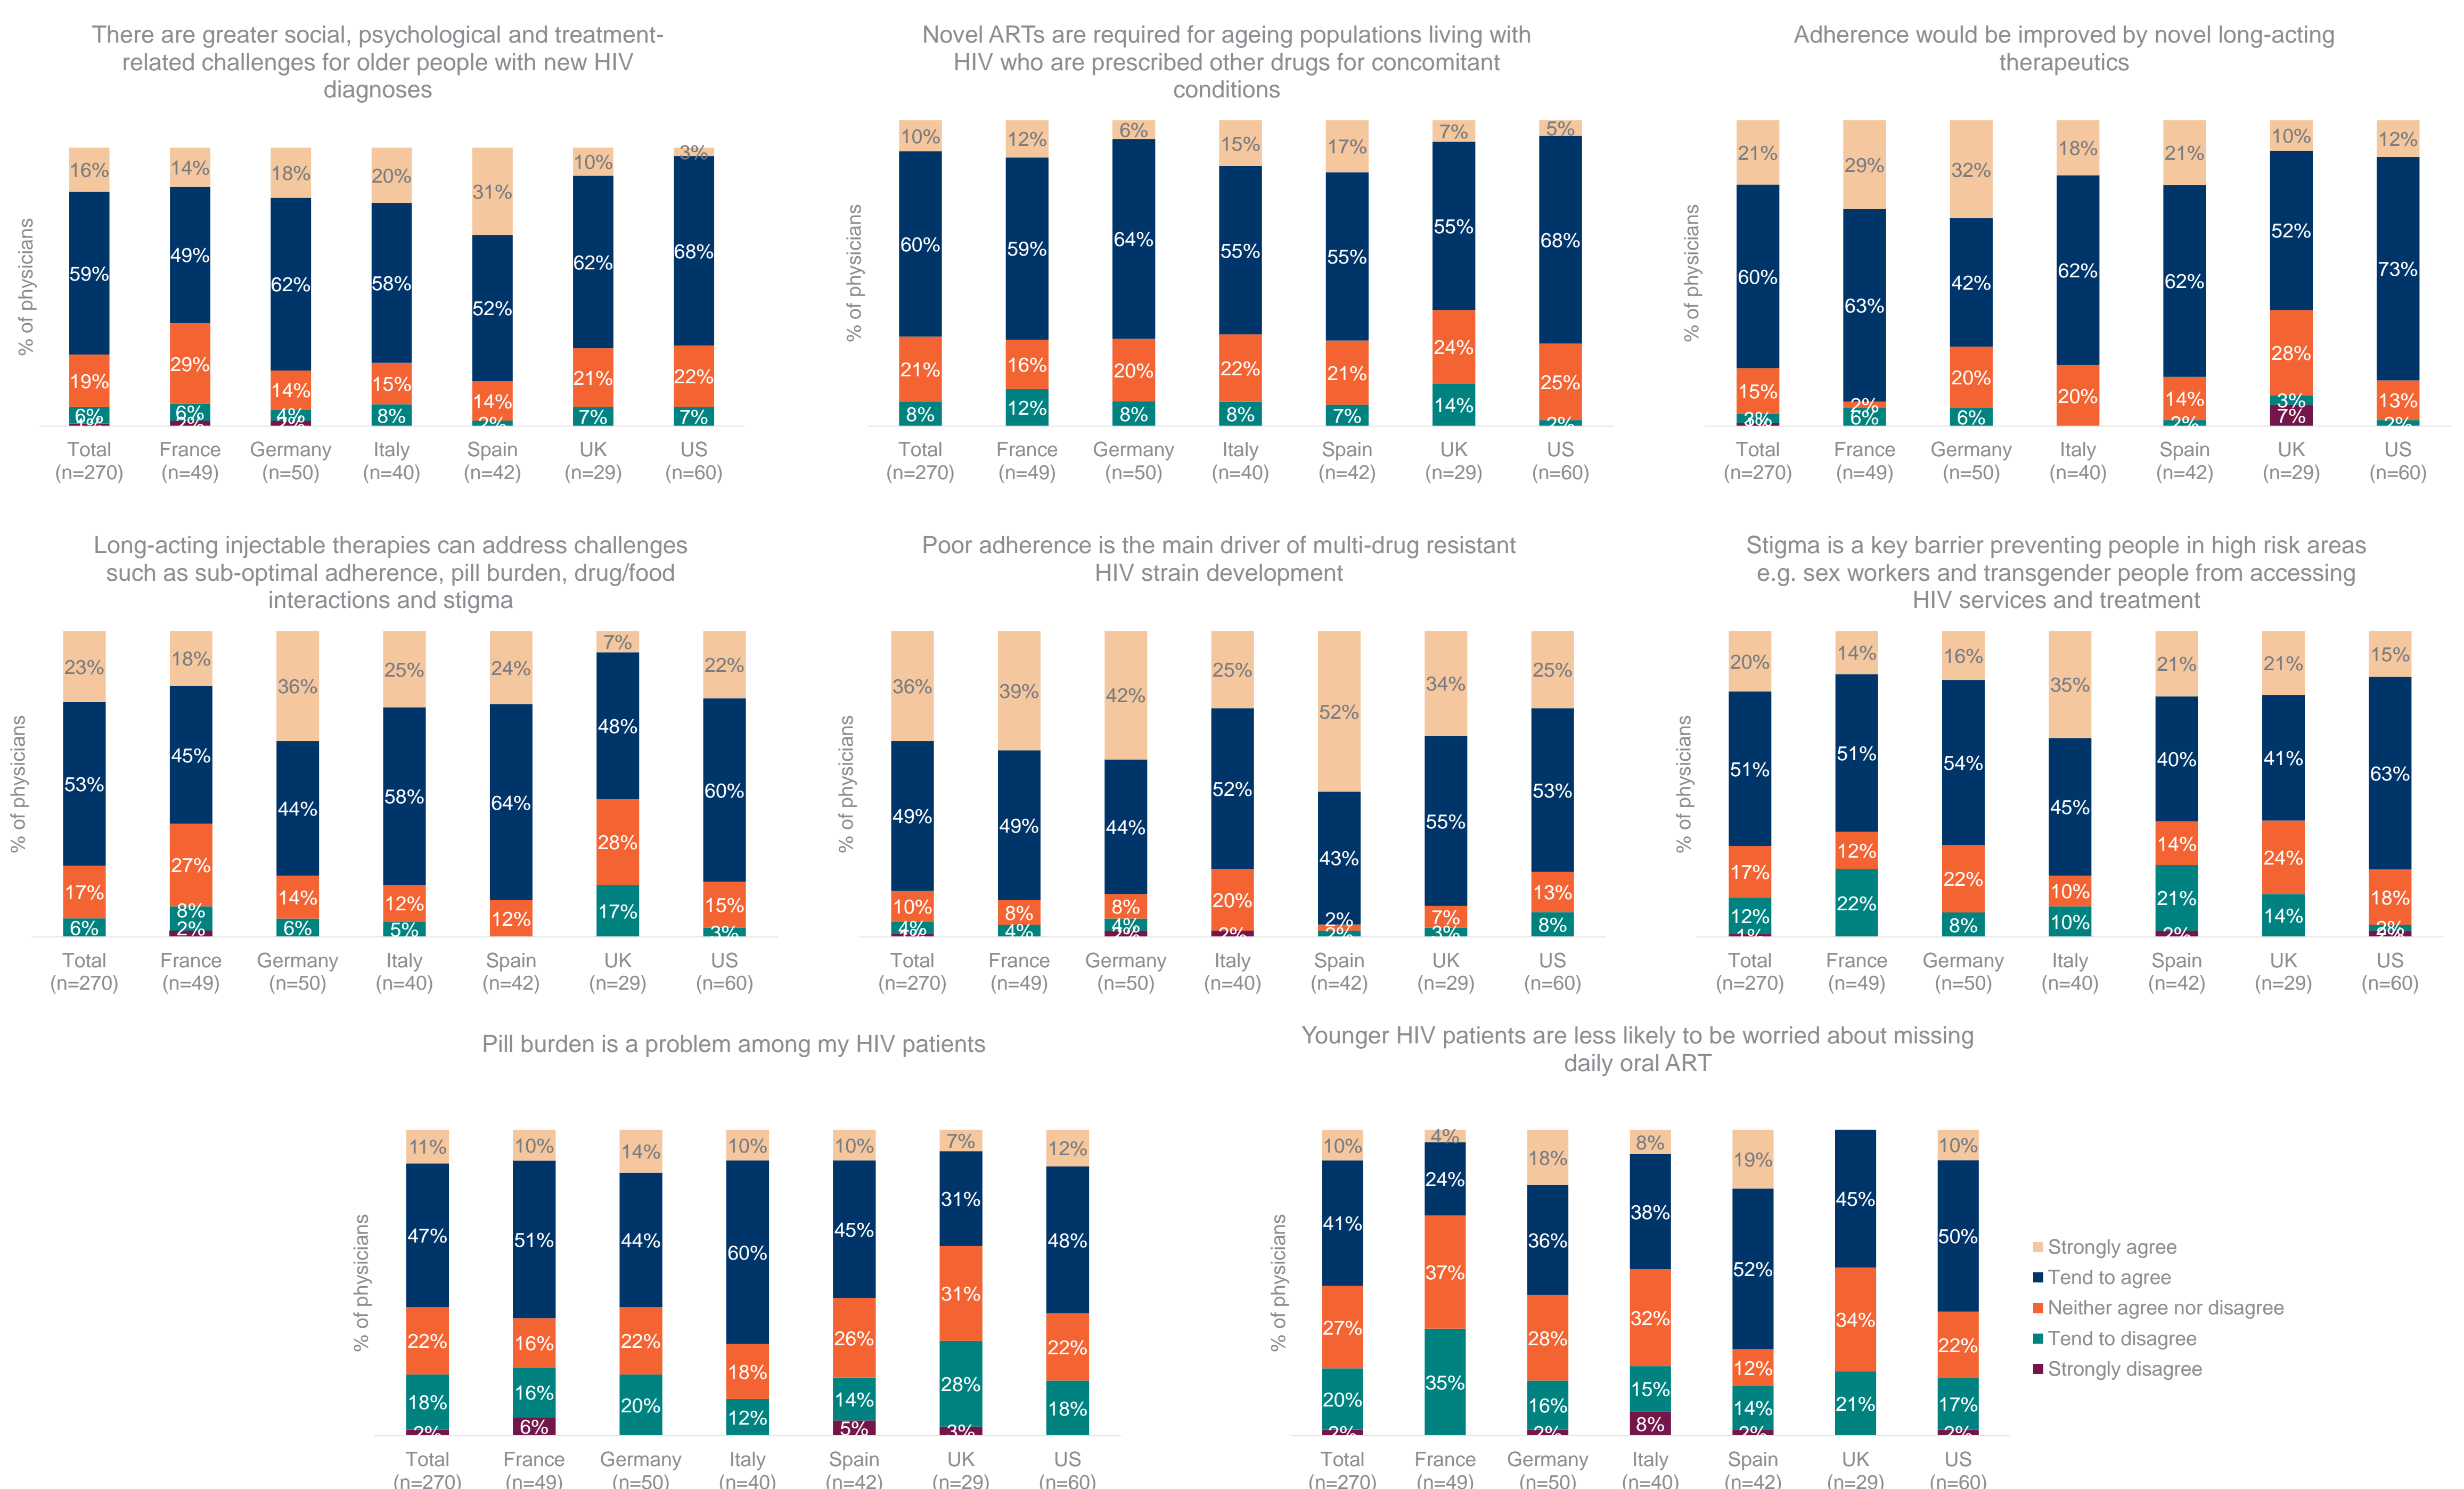 There are greater social, psychological and treatment-
related challenges for older people with new HIV
diagnoses
% of physicians
16% 14% 18% 20% 31% 10% 3%
59% 49% 62% 58% 52% 62% 68%
19% 29% 14% 15% 14% 21% 22%
6% 6% 4% 8% 2% 7% 7%
1% 2% 2%
Total France Germany Italy Spain UK US
(n=270) (n=49) (n=50) (n=40) (n=42) (n=29) (n=60)
Novel ARTs are required for ageing populations living with
HIV who are prescribed other drugs for concomitant
conditions
% of physicians
10% 12% 6% 15% 17% 7% 5%
60% 59% 64% 55% 55% 55% 68%
21% 16% 20% 22% 21% 24% 25%
8% 12% 8% 8% 7% 14% 2%
Total France Germany Italy Spain UK US
(n=270) (n=49) (n=50) (n=40) (n=42) (n=29) (n=60)
Adherence would be improved by novel long-acting
therapeutics
% of physicians
21% 29% 32% 18% 21% 10% 12%
60% 63% 42% 62% 62% 52% 73%
15% 2% 20% 20% 14% 28% 13%
3% 6% 6% 2% 3% 2%
7%
Total France Germany Italy Spain UK US
(n=270) (n=49) (n=50) (n=40) (n=42) (n=29) (n=60)
Long-acting injectable therapies can address challenges
such as sub-optimal adherence, pill burden, drug/food
interactions and stigma
% of physicians
23% 18% 36% 25% 24% 7% 22%
53% 45% 44% 58% 64% 48% 60%
17% 27% 14% 12% 12% 28% 15%
6% 8% 6% 5% 17% 3%
2%
Total France Germany Italy Spain UK US
(n=270) (n=49) (n=50) (n=40) (n=42) (n=29) (n=60)
Poor adherence is the main driver of multi-drug resistant
HIV strain development
% of physicians
36% 39% 42% 25% 52% 34% 25%
49% 49% 44% 52% 43% 55% 53%
10% 8% 8% 20% 2% 7% 13%
4% 4% 4% 2% 3% 8%
1% 2% 2%
Total France Germany Italy Spain UK US
(n=270) (n=49) (n=50) (n=40) (n=42) (n=29) (n=60)
Stigma is a key barrier preventing people in high risk areas
e.g. sex workers and transgender people from accessing
HIV services and treatment
% of physicians
20% 14% 16% 35% 21% 21% 15%
51% 51% 54% 45% 40% 41% 63%
17% 12% 22% 10% 14% 24% 18%
12% 22% 8% 10% 21% 14% 2%
1% 2% 2%
Total France Germany Italy Spain UK US
(n=270) (n=49) (n=50) (n=40) (n=42) (n=29) (n=60)
Pill burden is a problem among my HIV patients
% of physicians
11% 10% 14% 10% 10% 7% 12%
47% 51% 44% 60% 45% 31% 48%
22% 16% 22% 18% 26% 31% 22%
18% 16% 20% 12% 14% 28% 18%
2% 6% 5% 3%
Total France Germany Italy Spain UK US
(n=270) (n=49) (n=50) (n=40) (n=42) (n=29) (n=60)
Younger HIV patients are less likely to be worried about missing
daily oral ART
% of physicians
10% 4% 18% 8% 19% 10%
41% 24% 36% 38% 52% 45% 50%
27% 37% 28% 32% 12% 34% 22%
20% 35% 16% 15% 14% 21% 17%
2% 2% 8% 2% 2%
Total France Germany Italy Spain UK US
(n=270) (n=49) (n=50) (n=40) (n=42) (n=29) (n=60)
Strongly agree
Tend to agree
Neither agree nor disagree
Tend to disagree
Strongly disagree